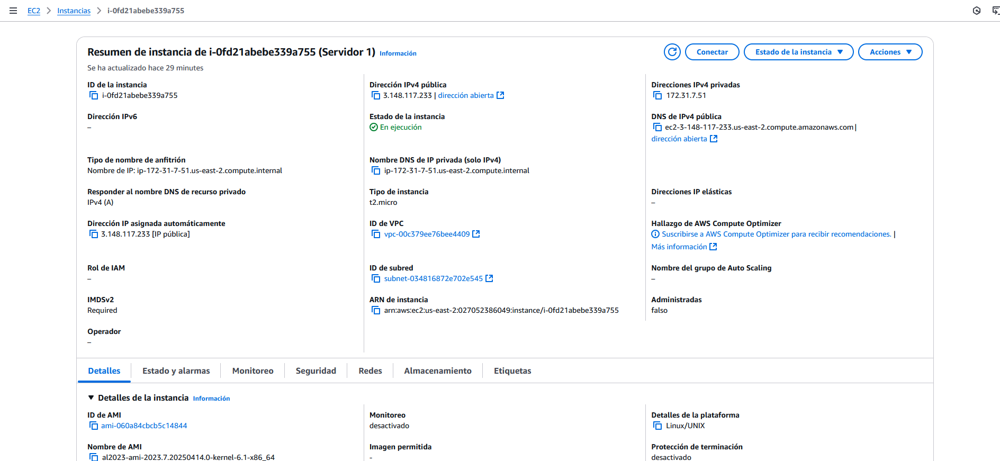 EC2 > Instancias > i-0fd21abebe339a755
Resumen de instancia de i-0fd21abebe339a755 (Servidor 1) Información
Conectar
Estado de la instancia
Acciones
Se ha actualizado hace 29 minutes
ID de la instancia
i-0fd21abebe339a755
Dirección IPv4 pública
3.148.117.233 | dirección abierta
Direcciones IPv4 privadas
172.31.7.51
Dirección IPv6
–
Estado de la instancia
En ejecución
DNS de IPv4 pública
ec2-3-148-117-233.us-east-2.compute.amazonaws.com |
dirección abierta
Tipo de nombre de anfitrión
Nombre de IP: ip-172-31-7-51.us-east-2.compute.internal
Nombre DNS de IP privada (solo IPv4)
ip-172-31-7-51.us-east-2.compute.internal
Responder al nombre DNS de recurso privado
IPv4 (A)
Tipo de instancia
t2.micro
Direcciones IP elásticas
–
Dirección IP asignada automáticamente
3.148.117.233 [IP pública]
ID de VPC
vpc-00c379ee76bee4409
Hallazgo de AWS Compute Optimizer
Suscribirse a AWS Compute Optimizer para recibir recomendaciones. |
Más información
Rol de IAM
–
ID de subred
subnet-034816872e702e545
Nombre del grupo de Auto Scaling
–
IMDSv2
Required
ARN de instancia
arn:aws:ec2:us-east-2:027052386049:instance/i-0fd21abebe339a755
Administradas
falso
Operador
–
Detalles
Estado y alarmas
Monitoreo
Seguridad
Redes
Almacenamiento
Etiquetas
Detalles de la instancia Información
ID de AMI
ami-060a84cbcb5c14844
Monitoreo
desactivado
Detalles de la plataforma
Linux/UNIX
Nombre de AMI
al2023-ami-2023.7.20250414.0-kernel-6.1-x86_64
Imagen permitida
-
Protección de terminación
desactivado